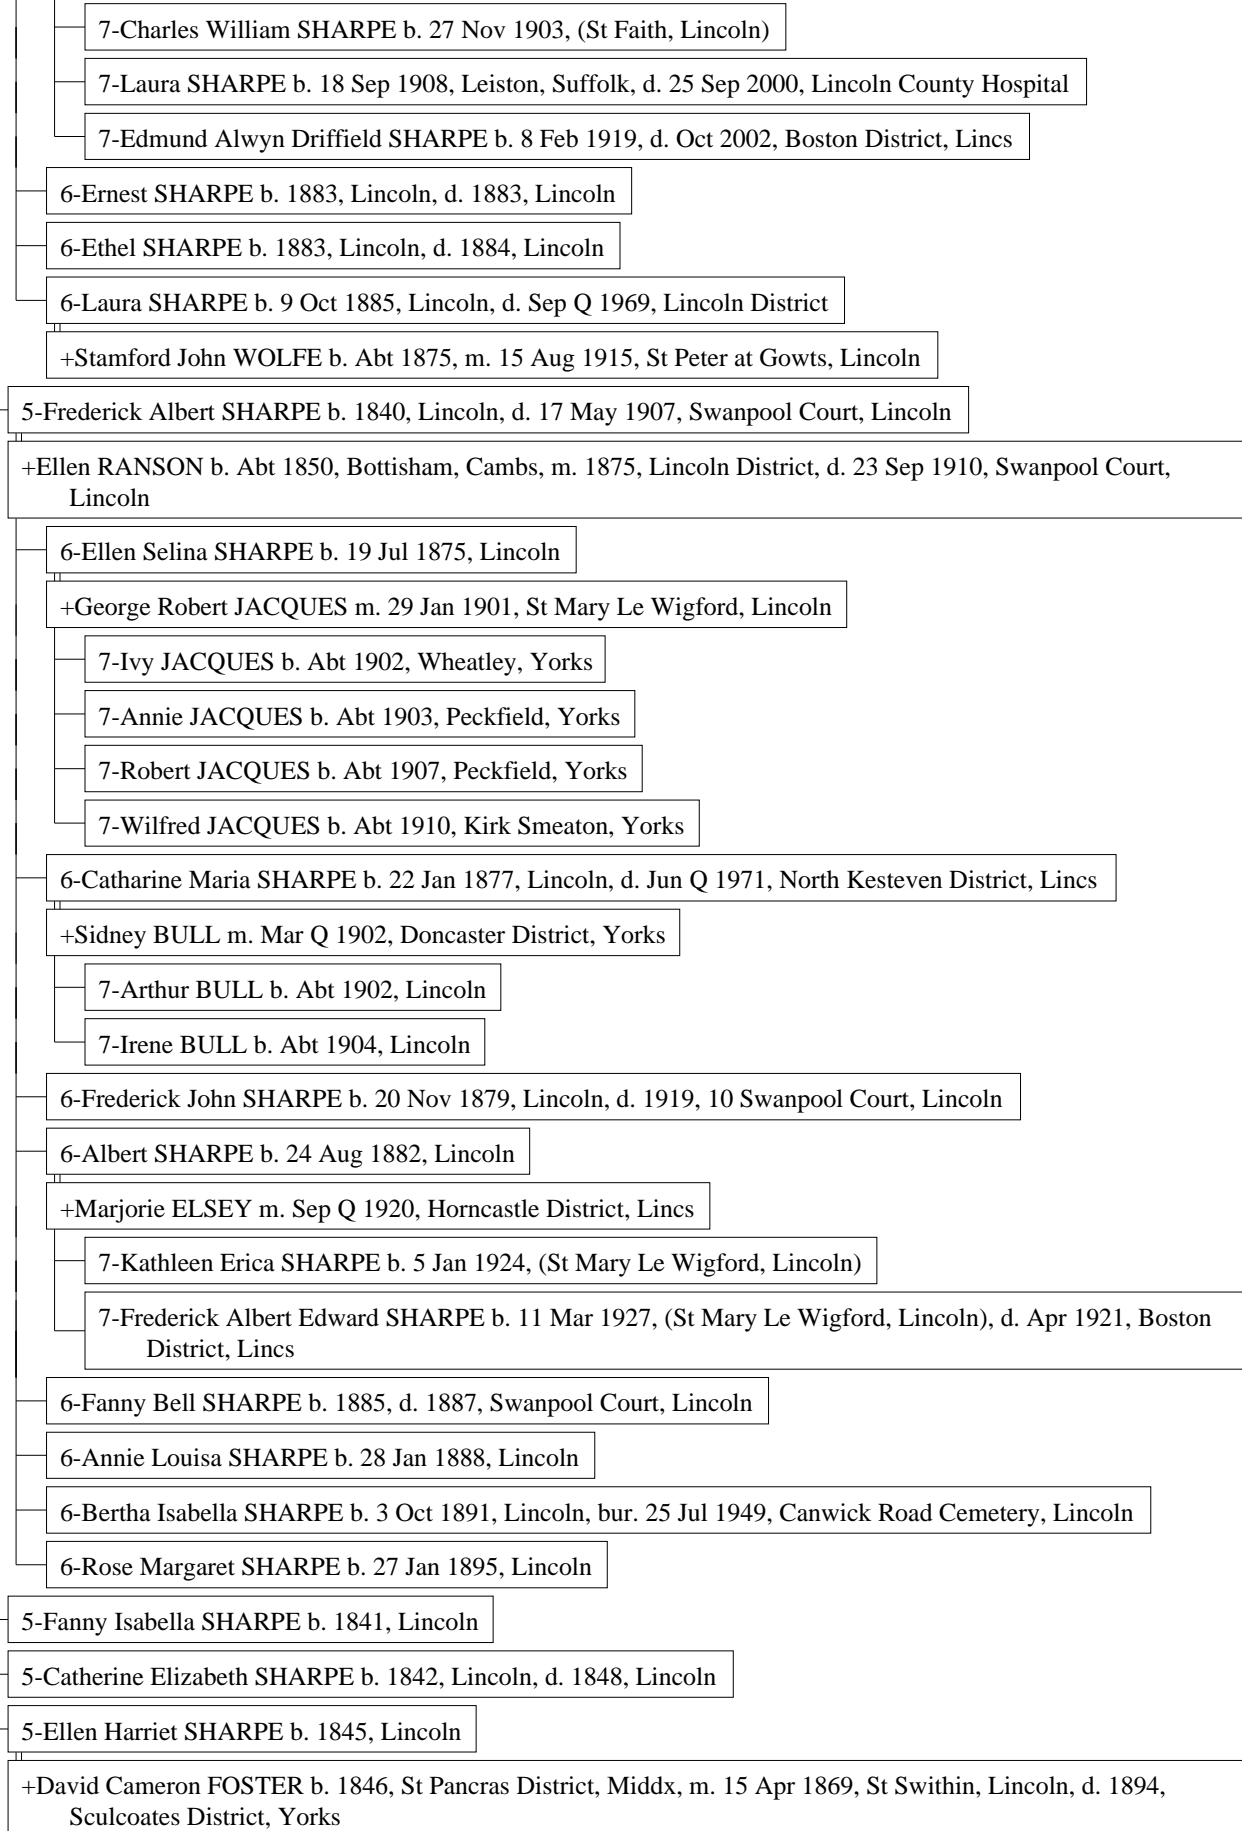 7-Charles William SHARPE b. 27 Nov 1903, (St Faith, Lincoln)
7-Laura SHARPE b. 18 Sep 1908, Leiston, Suffolk, d. 25 Sep 2000, Lincoln County Hospital
7-Edmund Alwyn Driffield SHARPE b. 8 Feb 1919, d. Oct 2002, Boston District, Lincs
6-Ernest SHARPE b. 1883, Lincoln, d. 1883, Lincoln
6-Ethel SHARPE b. 1883, Lincoln, d. 1884, Lincoln
6-Laura SHARPE b. 9 Oct 1885, Lincoln, d. Sep Q 1969, Lincoln District
+Stamford John WOLFE b. Abt 1875, m. 15 Aug 1915, St Peter at Gowts, Lincoln
5-Frederick Albert SHARPE b. 1840, Lincoln, d. 17 May 1907, Swanpool Court, Lincoln
+Ellen RANSON b. Abt 1850, Bottisham, Cambs, m. 1875, Lincoln District, d. 23 Sep 1910, Swanpool Court,
Lincoln
6-Ellen Selina SHARPE b. 19 Jul 1875, Lincoln
+George Robert JACQUES m. 29 Jan 1901, St Mary Le Wigford, Lincoln
7-Ivy JACQUES b. Abt 1902, Wheatley, Yorks
7-Annie JACQUES b. Abt 1903, Peckfield, Yorks
7-Robert JACQUES b. Abt 1907, Peckfield, Yorks
7-Wilfred JACQUES b. Abt 1910, Kirk Smeaton, Yorks
6-Catharine Maria SHARPE b. 22 Jan 1877, Lincoln, d. Jun Q 1971, North Kesteven District, Lincs
+Sidney BULL m. Mar Q 1902, Doncaster District, Yorks
7-Arthur BULL b. Abt 1902, Lincoln
7-Irene BULL b. Abt 1904, Lincoln
6-Frederick John SHARPE b. 20 Nov 1879, Lincoln, d. 1919, 10 Swanpool Court, Lincoln
6-Albert SHARPE b. 24 Aug 1882, Lincoln
+Marjorie ELSEY m. Sep Q 1920, Horncastle District, Lincs
7-Kathleen Erica SHARPE b. 5 Jan 1924, (St Mary Le Wigford, Lincoln)
7-Frederick Albert Edward SHARPE b. 11 Mar 1927, (St Mary Le Wigford, Lincoln), d. Apr 1921, Boston
District, Lincs
6-Fanny Bell SHARPE b. 1885, d. 1887, Swanpool Court, Lincoln
6-Annie Louisa SHARPE b. 28 Jan 1888, Lincoln
6-Bertha Isabella SHARPE b. 3 Oct 1891, Lincoln, bur. 25 Jul 1949, Canwick Road Cemetery, Lincoln
6-Rose Margaret SHARPE b. 27 Jan 1895, Lincoln
5-Fanny Isabella SHARPE b. 1841, Lincoln
5-Catherine Elizabeth SHARPE b. 1842, Lincoln, d. 1848, Lincoln
5-Ellen Harriet SHARPE b. 1845, Lincoln
+David Cameron FOSTER b. 1846, St Pancras District, Middx, m. 15 Apr 1869, St Swithin, Lincoln, d. 1894,
Sculcoates District, Yorks